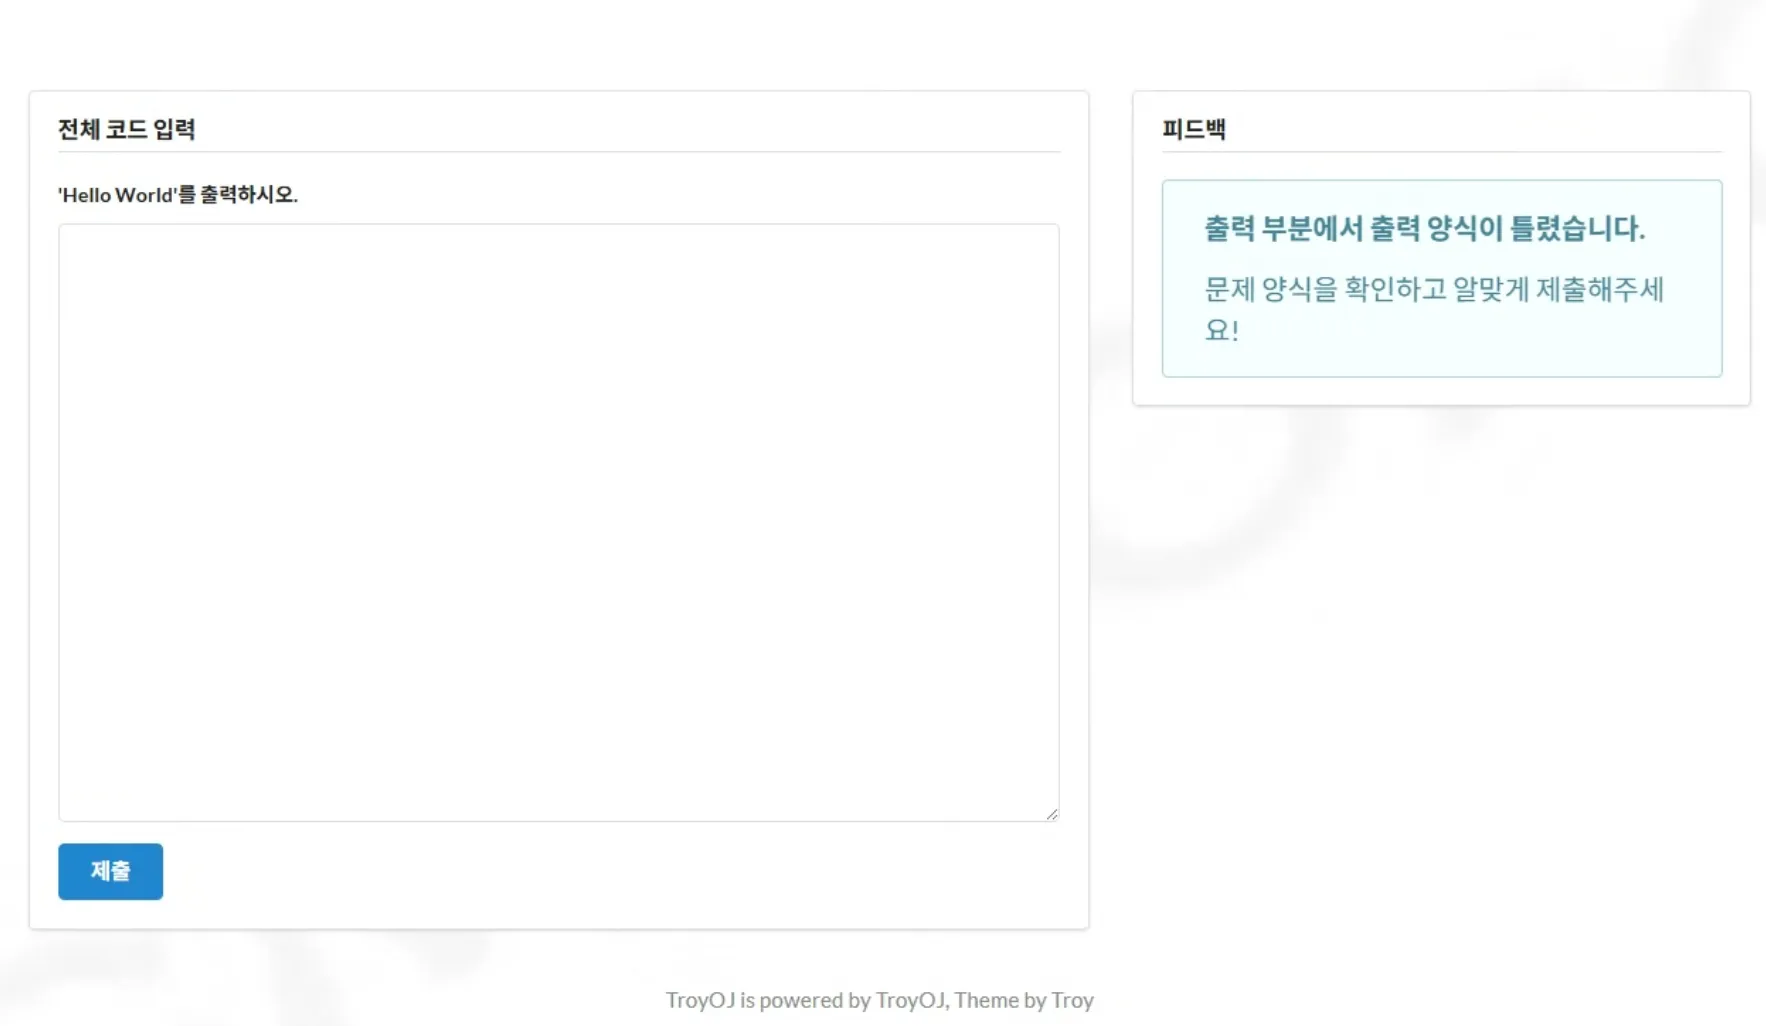 전체 코드 입력
'Hello World'를 출력하시오.
제출
피드백
출력 부분에서 출력 양식이 틀렸습니다.
문제 양식을 확인하고 알맞게 제출해주세
요!
TroyOJ is powered by TroyOJ, Theme by Troy